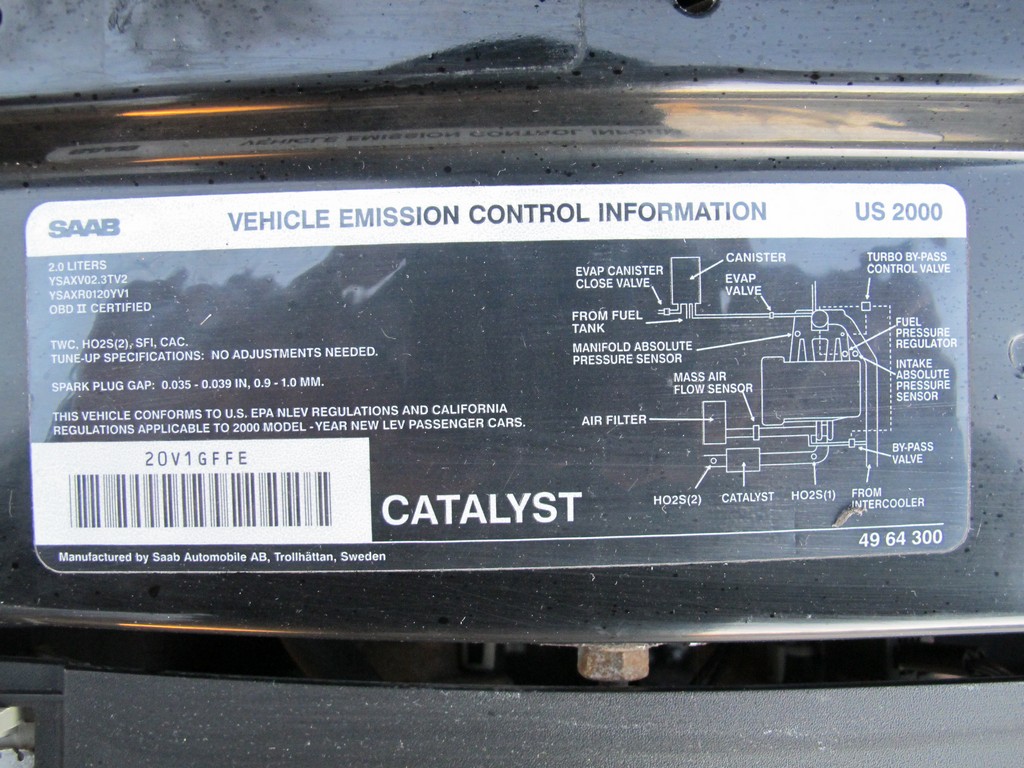 SAAB VEHICLE EMISSION CONTROL INFORMATION US 2000
2.0 LITERS
YSAXV02.3TV2
YSAXR0120YV1
OBD II CERTIFIED
TWC, HO2S(2), SFI, CAC.
TUNE-UP SPECIFICATIONS: NO ADJUSTMENTS NEEDED.
SPARK PLUG GAP: 0.035 - 0.039 IN, 0.9 - 1.0 MM.
THIS VEHICLE CONFORMS TO U.S. EPA NLEV REGULATIONS AND CALIFORNIA
REGULATIONS APPLICABLE TO 2000 MODEL - YEAR NEW LEV PASSENGER CARS.
20V1GFFE
CATALYST
CANISTER
TURBO BY-PASS
CONTROL VALVE
EVAP CANISTER
CLOSE VALVE
EVAP
VALVE
FROM FUEL
TANK
FUEL
PRESSURE
REGULATOR
MANIFOLD ABSOLUTE
PRESSURE SENSOR
INTAKE
ABSOLUTE
PRESSURE
SENSOR
MASS AIR
FLOW SENSOR
AIR FILTER
BY-PASS
VALVE
HO2S(2)
CATALYST
HO2S(1)
FROM
INTERCOOLER
49 64 300
Manufactured by Saab Automobile AB, Trollhättan, Sweden